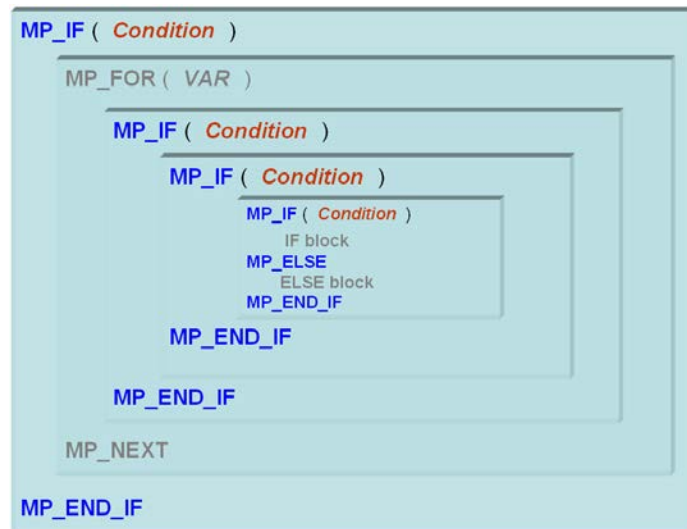 MP_IF ( Condition )
MP_FOR ( VAR )
MP_IF ( Condition )
MP_IF ( Condition )
MP_IF ( Condition )
IF block
MP_ELSE
ELSE block
MP_END_IF
MP_END_IF
MP_END_IF
MP_NEXT
MP_END_IF